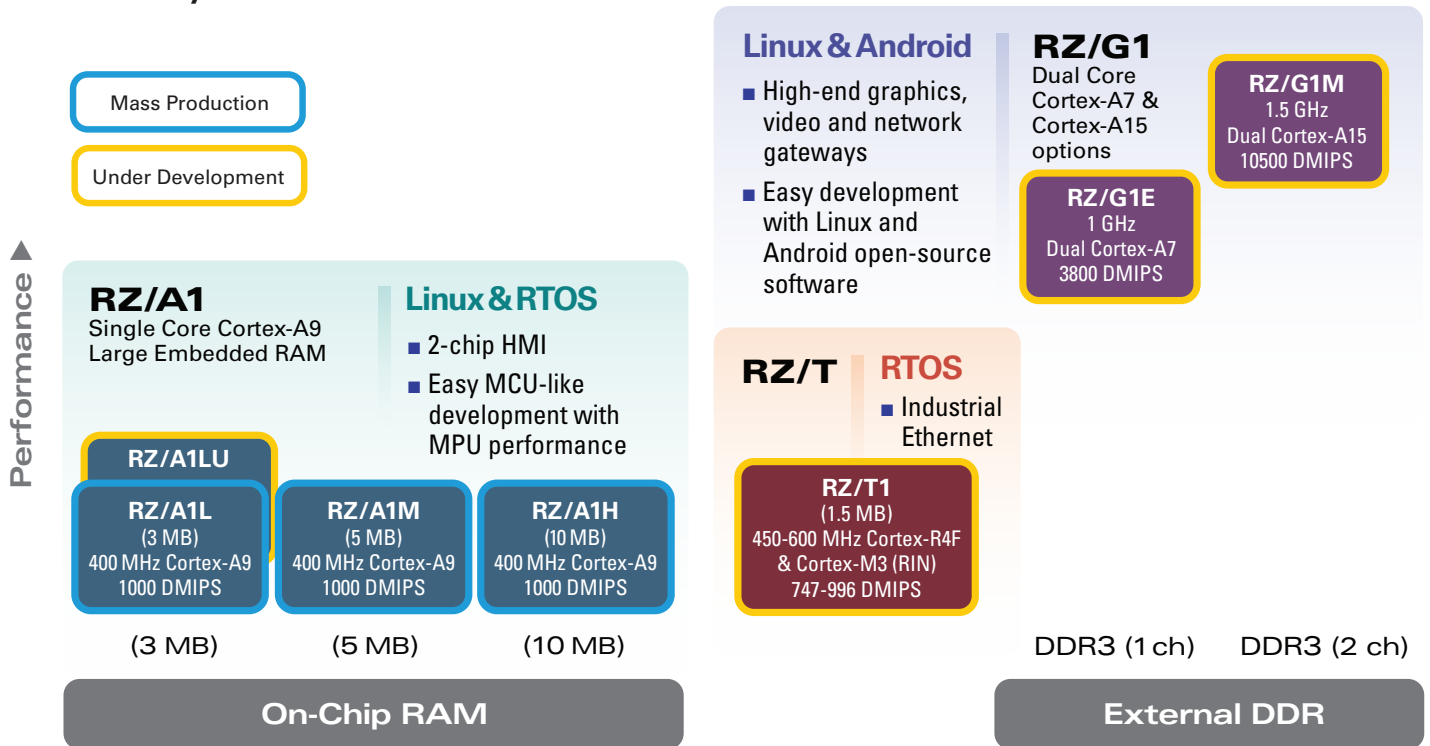 Mass Production
Under Development
Performance ▲
RZ/A1
Single Core Cortex-A9
Large Embedded RAM
Linux & RTOS
■ 2-chip HMI
■ Easy MCU-like
development with
MPU performance
RZ/A1LU
RZ/A1L
(3 MB)
400 MHz Cortex-A9
1000 DMIPS
RZ/A1M
(5 MB)
400 MHz Cortex-A9
1000 DMIPS
RZ/A1H
(10 MB)
400 MHz Cortex-A9
1000 DMIPS
(3 MB)
(5 MB)
(10 MB)
On-Chip RAM
Linux & Android
■ High-end graphics,
video and network
gateways
■ Easy development
with Linux and
Android open-source
software
RZ/G1
Dual Core
Cortex-A7 &
Cortex-A15
options
RZ/G1M
1.5 GHz
Dual Cortex-A15
10500 DMIPS
RZ/G1E
1 GHz
Dual Cortex-A7
3800 DMIPS
RZ/T
RTOS
■ Industrial
Ethernet
RZ/T1
(1.5 MB)
450-600 MHz Cortex-R4F
& Cortex-M3 (RIN)
747-996 DMIPS
DDR3 (1 ch)
DDR3 (2 ch)
External DDR